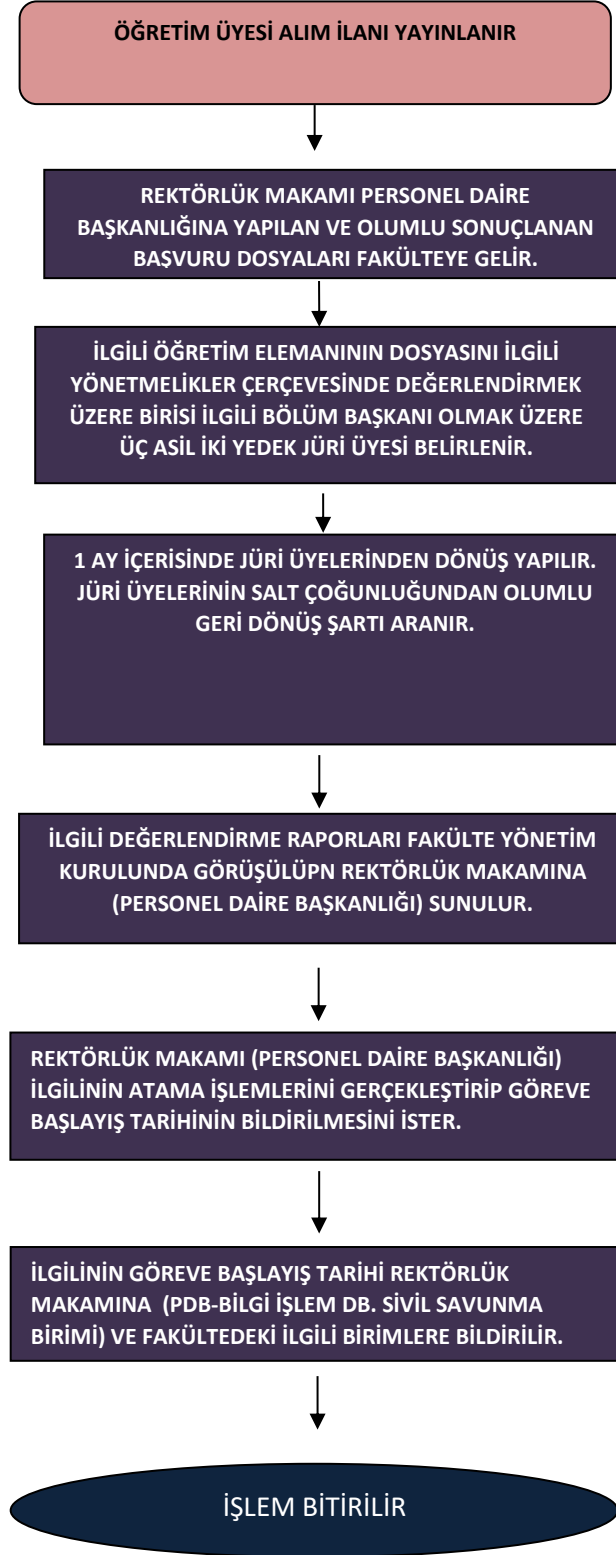 ÖĞRETİM ÜYESİ ALIM İLANI YAYINLANIR
REKTÖRLÜK MAKAMI PERSONEL DAİRE
BAŞKANLIĞINA YAPILAN VE OLUMLU SONUÇLANAN
BAŞVURU DOSYALARI FAKÜLTEYE GELİR.
İLGİLİ ÖĞRETİM ELEMANININ DOSYASINI İLGİLİ
YÖNETMELİKLER ÇERÇEVESİNDE DEĞERLENDİRMEK
ÜZERE BİRİSİ İLGİLİ BÖLÜM BAŞKANI OLMAK ÜZERE
ÜÇ ASİL İKİ YEDEK JÜRİ ÜYESİ BELİRLENİR.
1 AY İÇERİSİNDE JÜRİ ÜYELERİNDEN DÖNÜŞ YAPILIR.
JÜRİ ÜYELERİNİN SALT ÇOĞUNLUĞUNDAN OLUMLU
GERİ DÖNÜŞ ŞARTI ARANIR.
İLGİLİ DEĞERLENDİRME RAPORLARI FAKÜLTE YÖNETİM
KURULUNDA GÖRÜŞÜLÜPN REKTÖRLÜK MAKAMINA
(PERSONEL DAİRE BAŞKANLIĞI) SUNULUR.
REKTÖRLÜK MAKAMI (PERSONEL DAİRE BAŞKANLIĞI)
İLGİLİNİN ATAMA İŞLEMLERİNİ GERÇEKLEŞTİRİP GÖREVE
BAŞLAYIŞ TARİHİNİN BİLDİRİLMESİNİ İSTER.
İLGİLİNİN GÖREVE BAŞLAYIŞ TARİHİ REKTÖRLÜK
MAKAMINA (PDB-BİLGİ İŞLEM DB. SİVİL SAVUNMA
BİRİMİ) VE FAKÜLTEDEKİ İLGİLİ BİRİMLERE BİLDİRİLİR.
İŞLEM BİTİRİLİR